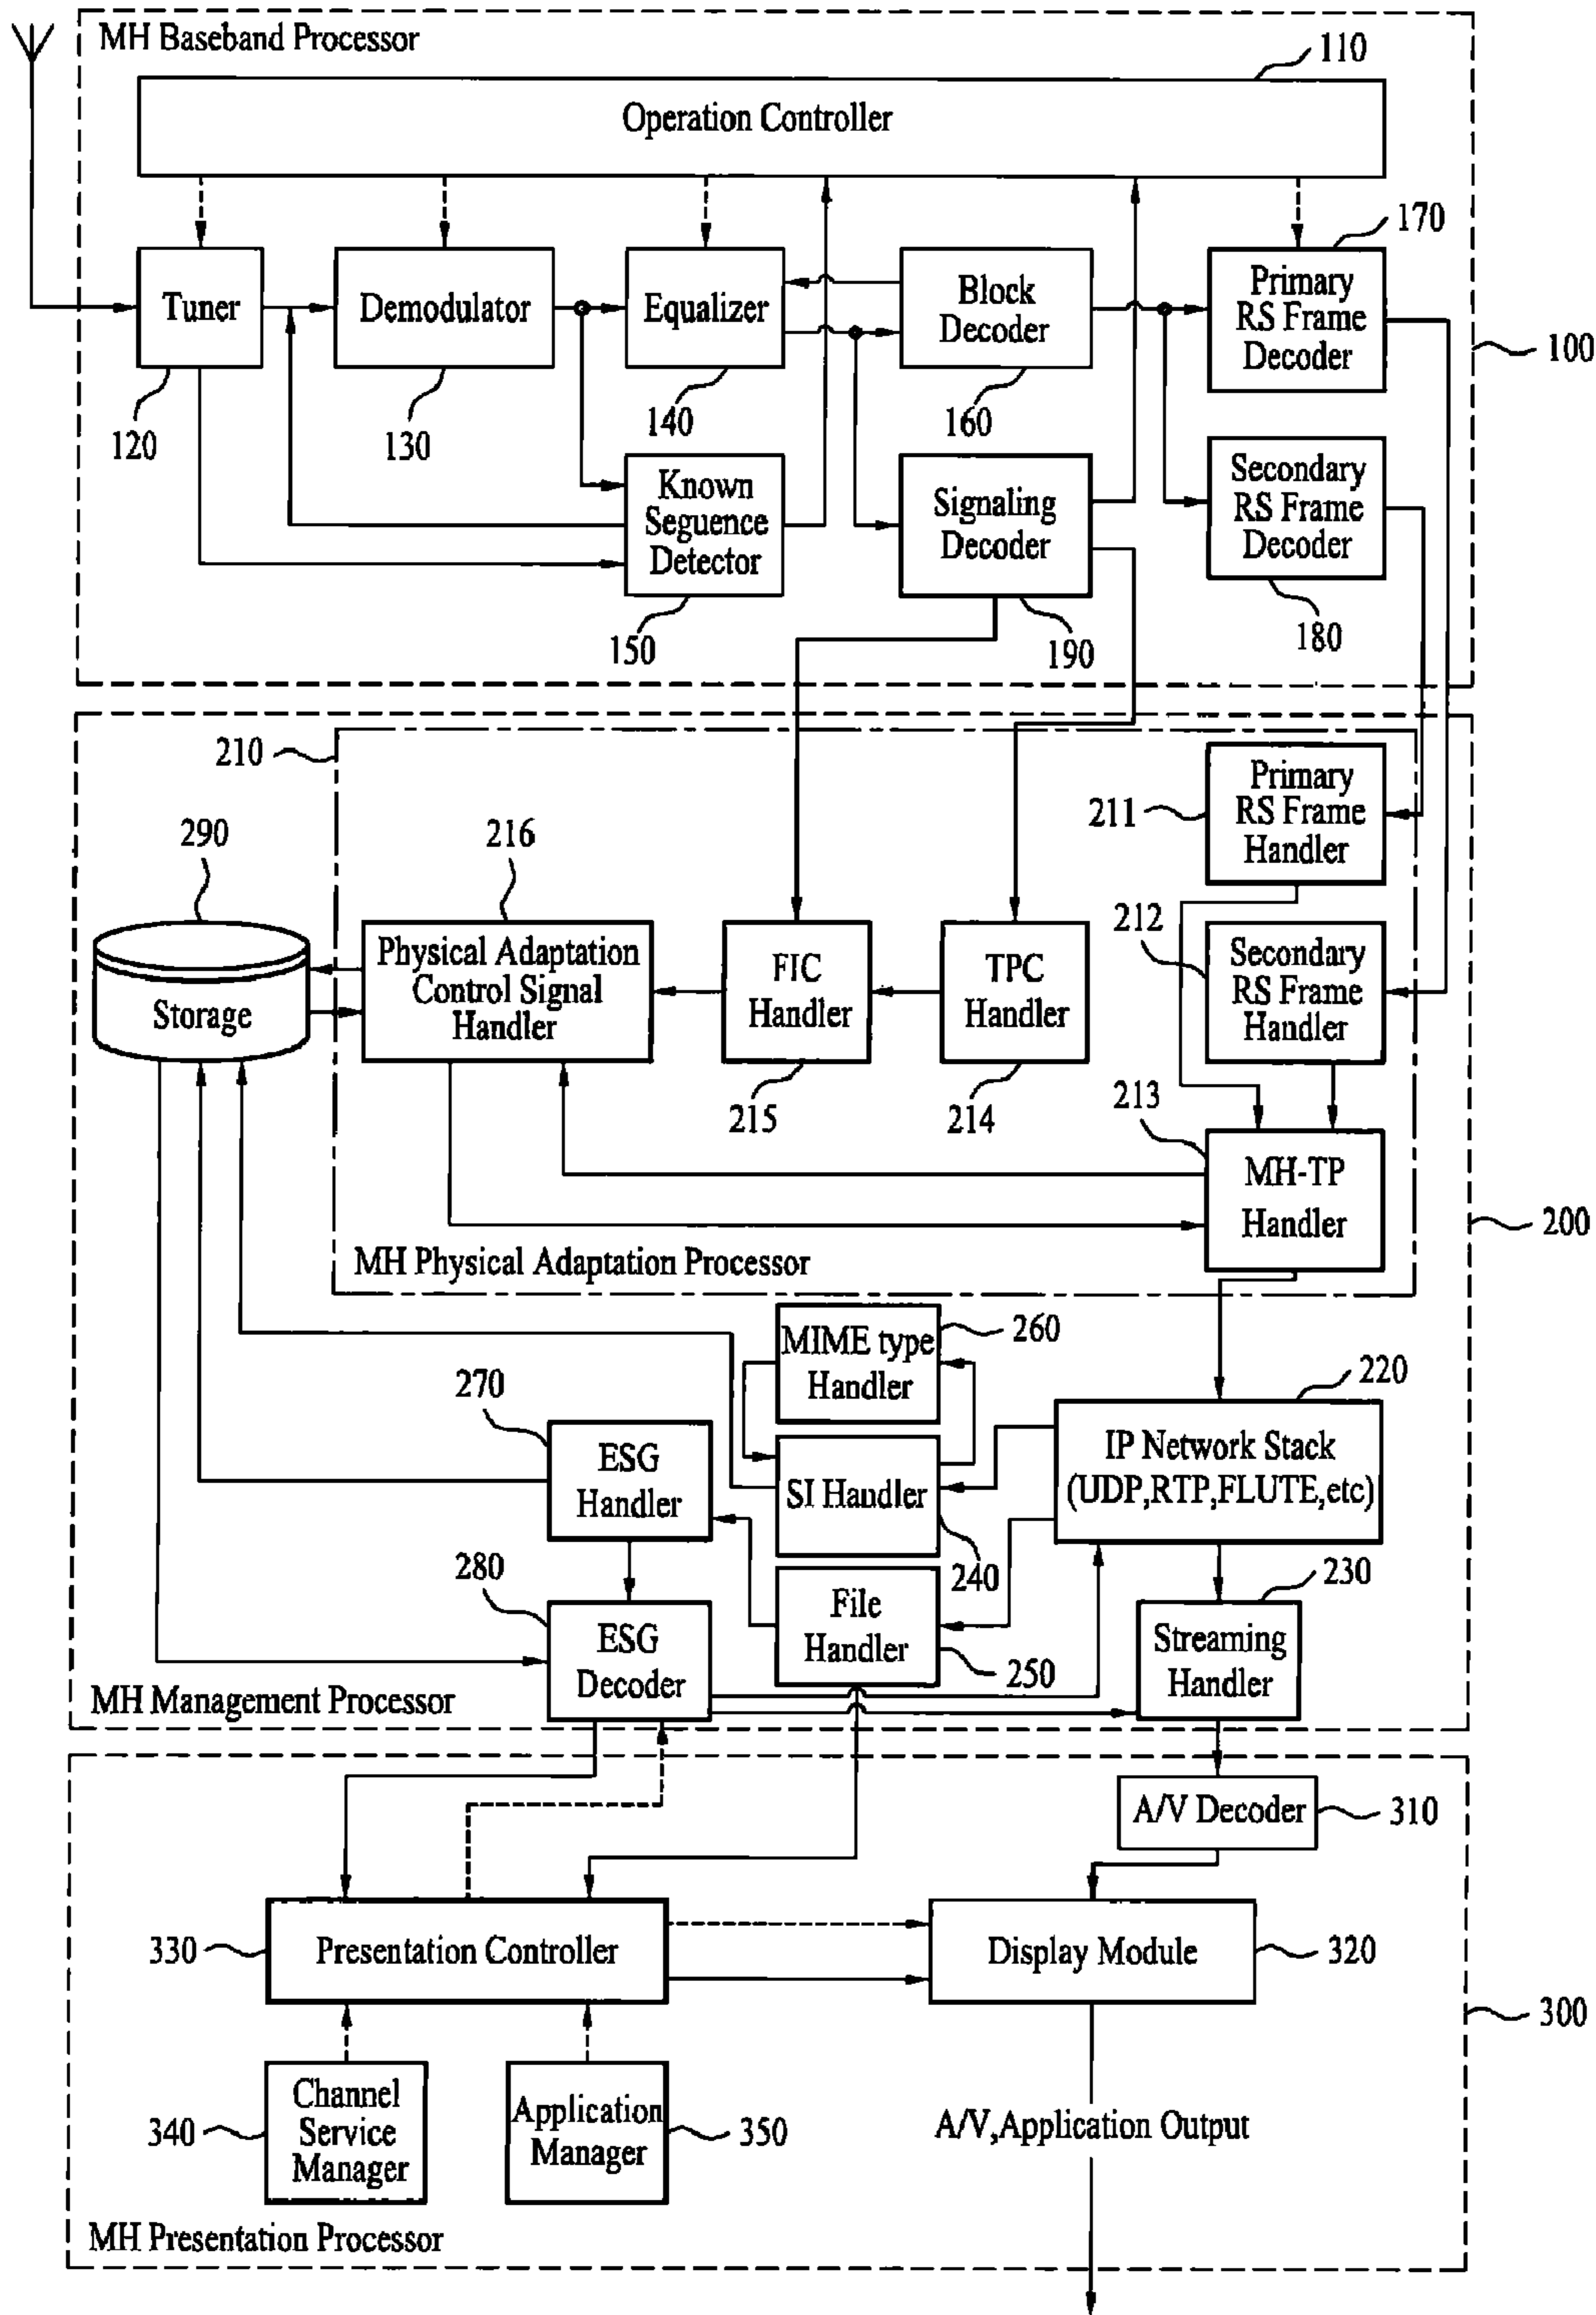 MH Baseband Processor
110
Operation Controller
170
Tuner
Demodulator
Equalizer
Block
Decoder
Primary
RS Frame
Decoder
100
120
130
140
160
Known
Seguence
Detector
Signaling
Decoder
Secondary
RS Frame
Decoder
150
190
180
210
211
Primary
RS Frame
Handler
290
216
212
Storage
Physical Adaptation
Control Signal
Handler
FIC
Handler
TPC
Handler
Secondary
RS Frame
Handler
215
214
213
MH-TP
Handler
200
MH Physical Adaptation Processor
MIME type
Handler
260
270
220
ESG
Handler
SI Haudler
IP Network Stack
(UDP,RTP,FLUTE,etc)
280
240
230
ESG
Decoder
File
Handler
250
Streaming
Handler
MH Management Processor
A/V Decoder
310
330
Presentation Controller
Display Module
320
300
340
Channel
Service
Manager
Application
Manager
350
A/V,Application Output
MH Presentation Processor